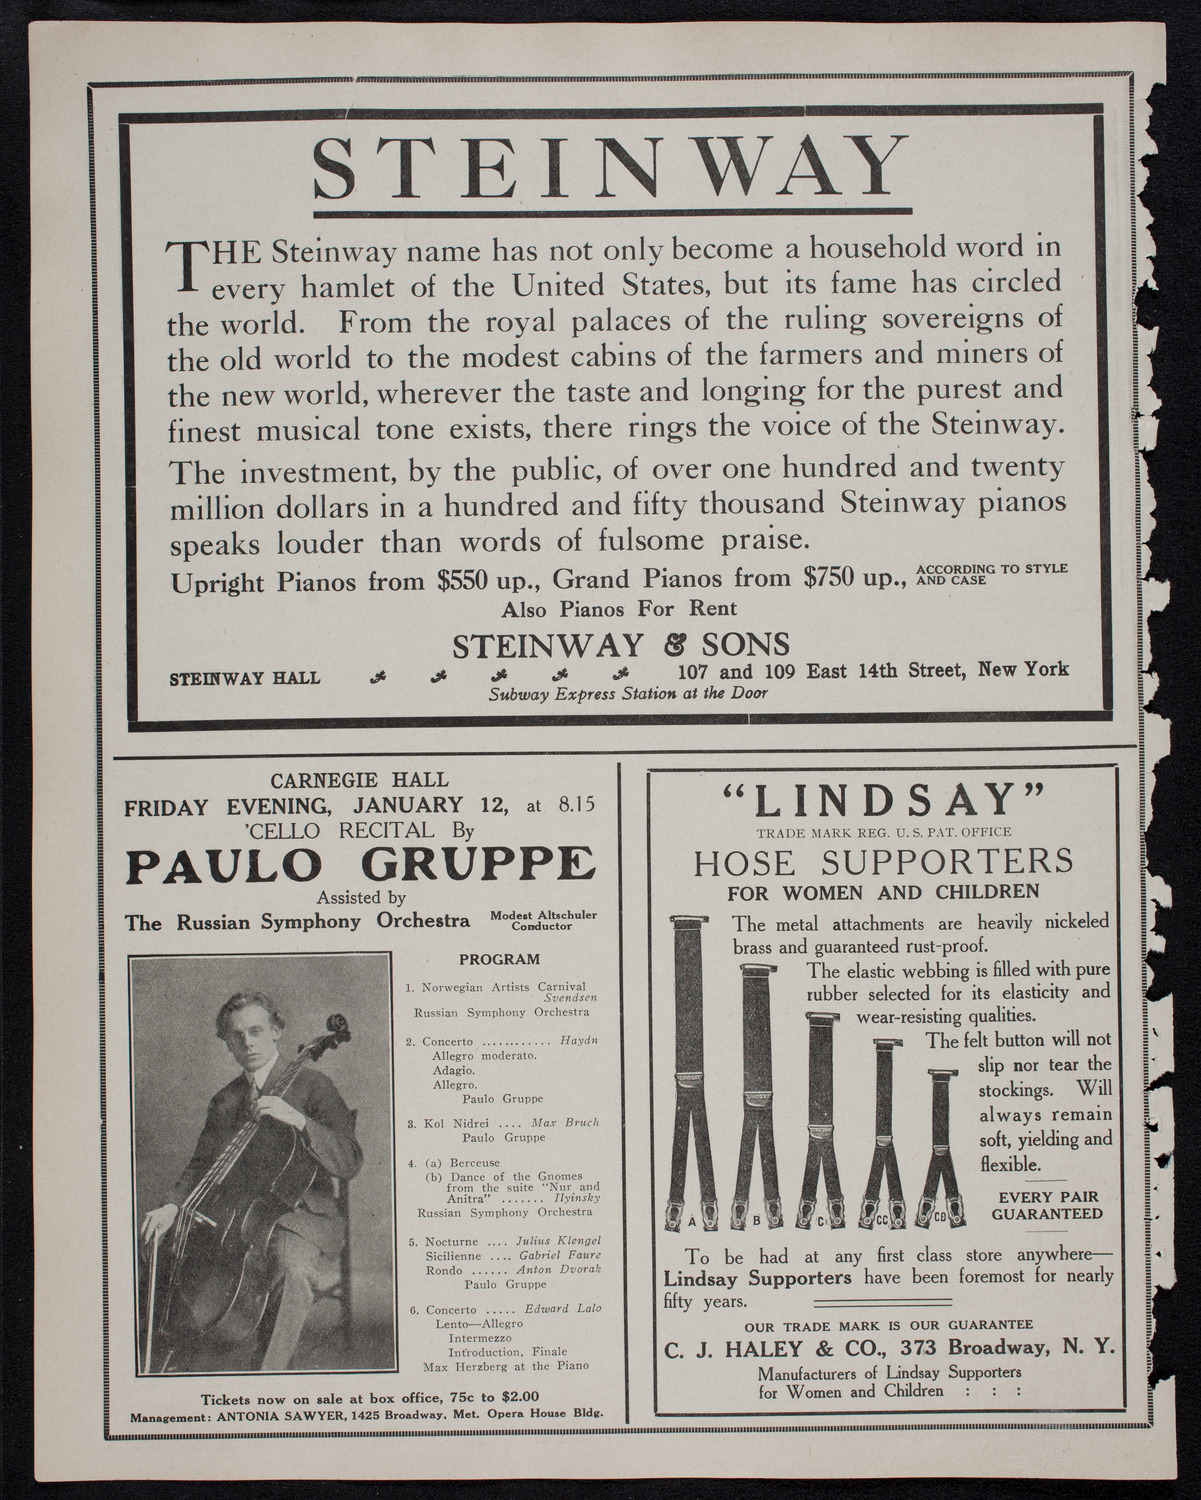 STEINWAY
THE Steinway name has not only become a household word in
every hamlet of the United States, but its fame has circled
the world. From the royal palaces of the ruling sovereigns of
the old world to the modest cabins of the farmers and miners of
the new world, wherever the taste and longing for the purest and
finest musical tone exists, there rings the voice of the Steinway.
The investment, by the public, of over one hundred and twenty
million dollars in a hundred and fifty thousand Steinway pianos
speaks louder than words of fulsome praise.
Upright Pianos from $550 up., Grand Pianos from $750 up., ACCORDING TO STYLE
AND CASE
Also Pianos For Rent
STEINWAY & SONS
STEINWAY HALL 107 and 109 East 14th Street, New York
Subway Express Station at the Door
CARNEGIE HALL
FRIDAY EVENING, JANUARY 12, at 8.15
'CELLO RECITAL By
PAULO GRUPPE
Assisted by
The Russian Symphony Orchestra Modest Altschuler
Conductor
PROGRAM
1. Norwegian Artists Carnival
Svendsen
Russian Symphony Orchestra
2. Concerto ............ Haydn
Allegro moderato.
Adagio.
Allegro.
Paulo Gruppe
3. Kol Nidrei .... Max Bruch
Paulo Gruppe
4. (a) Berceuse
(b) Dance of the Gnomes
from the suite "Nur and
Anitra" ....... Ilyinsky
Russian Symphony Orchestra
5. Nocturne .... Julius Klengel
Sicilienne .... Gabriel Faure
Rondo ...... Anton Dvorak
Paulo Gruppe
6. Concerto ..... Edward Lalo
Lento—Allegro
Intermezzo
Introduction, Finale
Max Herzberg at the Piano
Tickets now on sale at box office, 75c to $2.00
Management: ANTONIA SAWYER, 1425 Broadway. Met. Opera House Bldg.
"LINDSAY"
TRADE MARK REG. U. S. PAT. OFFICE
HOSE SUPPORTERS
FOR WOMEN AND CHILDREN
The metal attachments are heavily nickeled
brass and guaranteed rust-proof.
The elastic webbing is filled with pure
rubber selected for its elasticity and
wear-resisting qualities.
The felt button will not
slip nor tear the
stockings. Will
always remain
soft, yielding and
flexible.
EVERY PAIR
GUARANTEED
A B C CC CB
To be had at any first class store anywhere—
Lindsay Supporters have been foremost for nearly
fifty years.
OUR TRADE MARK IS OUR GUARANTEE
C. J. HALEY & CO., 373 Broadway, N. Y.
Manufacturers of Lindsay Supporters
for Women and Children : : :